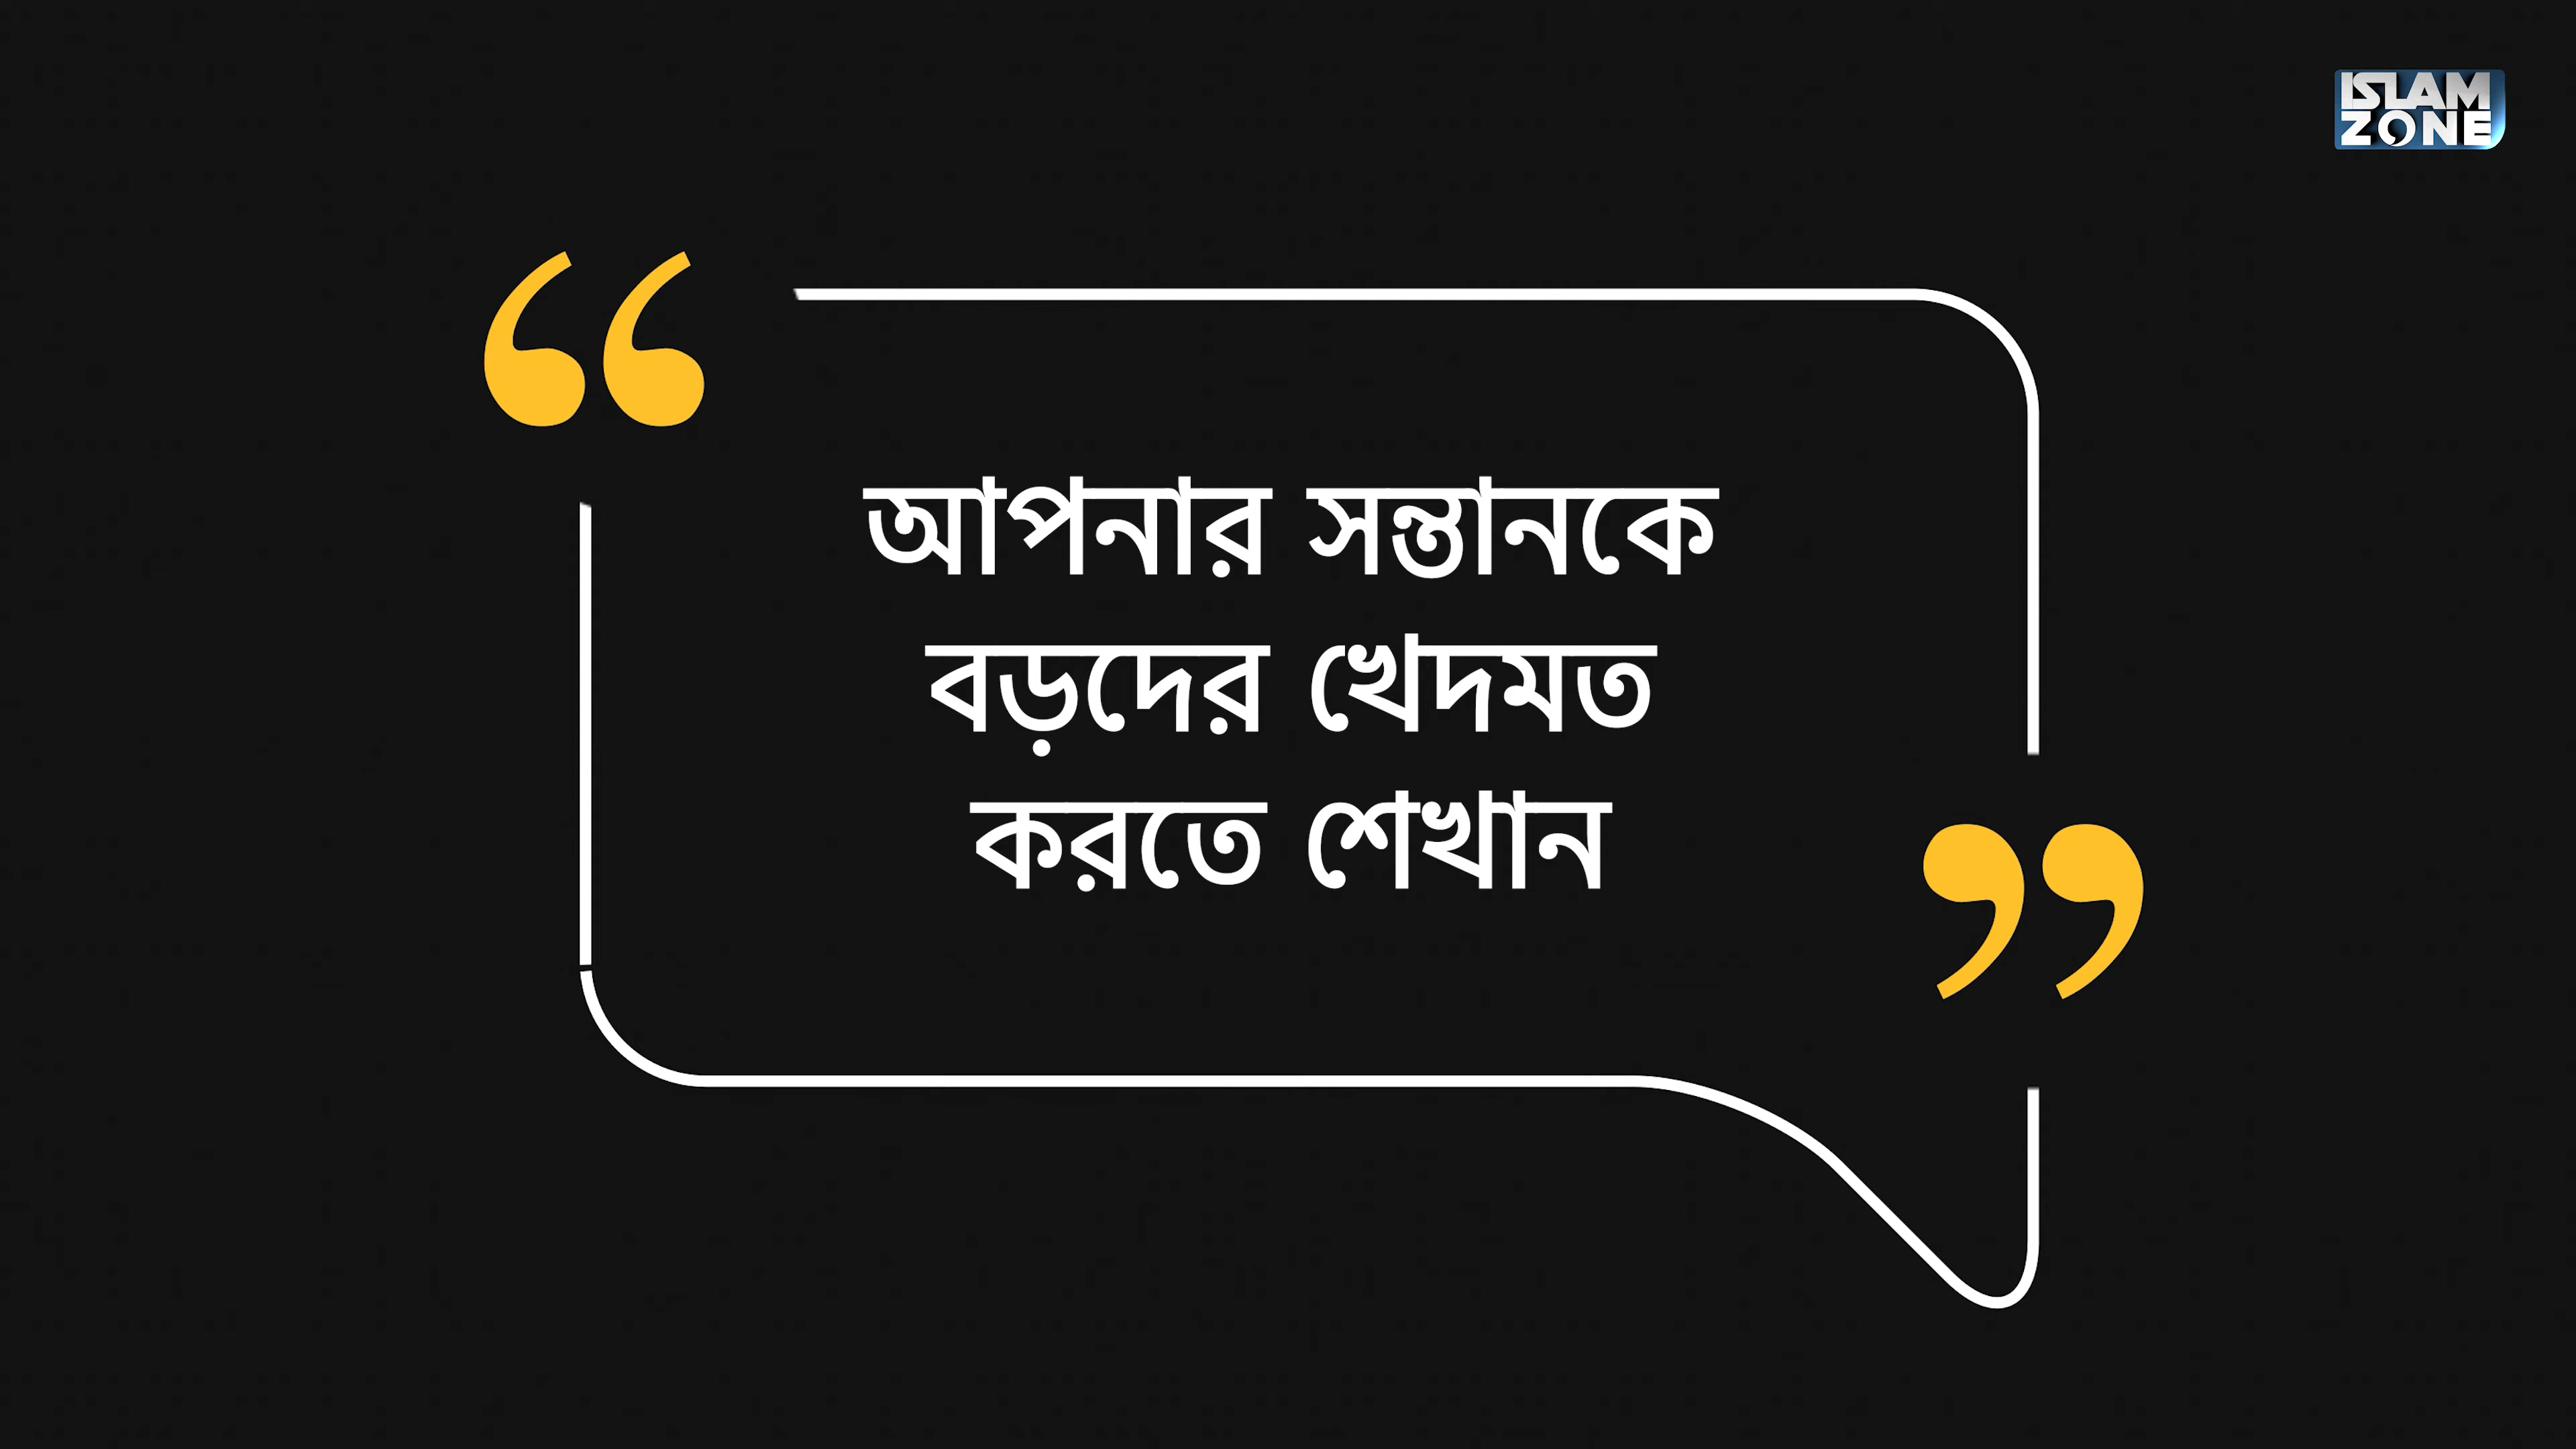 ISLAM
ZONE
“
আপনার সন্তানকে
বড়দের খেদমত
করতে শেখান
”